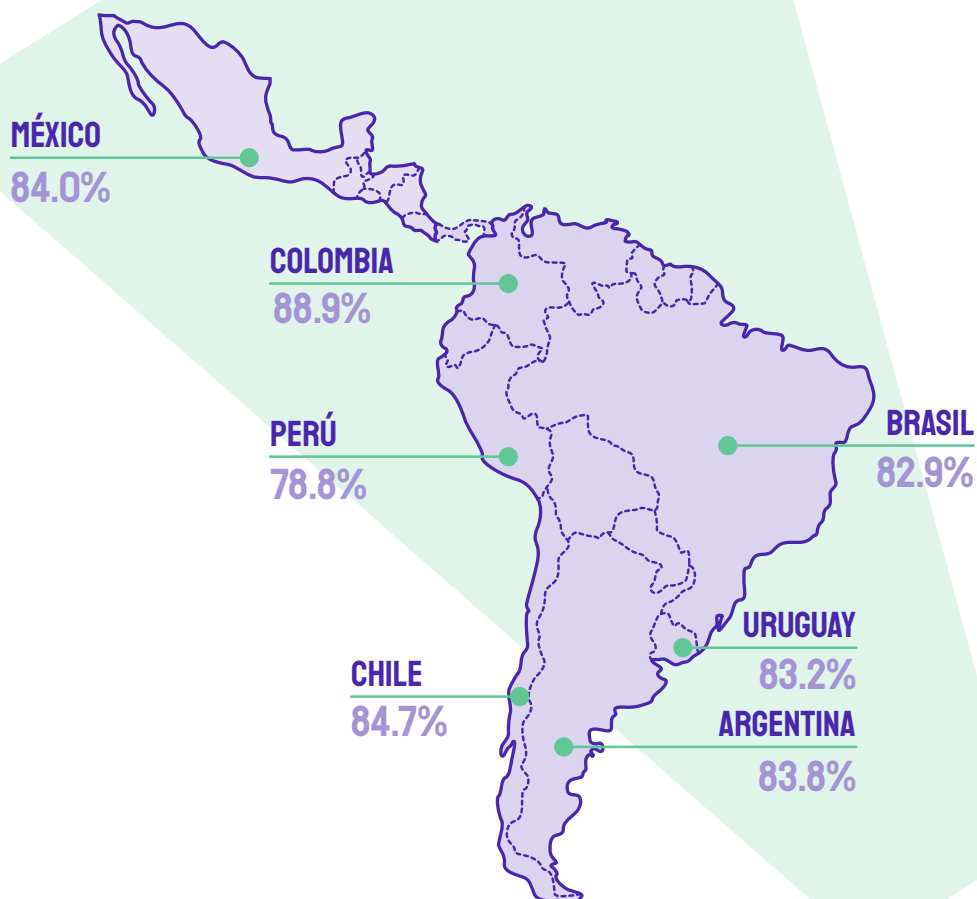 MÉXICO
84.0%
COLOMBIA
88.9%
PERÚ
78.8%
BRASIL
82.9%
URUGUAY
83.2%
CHILE
84.7%
ARGENTINA
83.8%